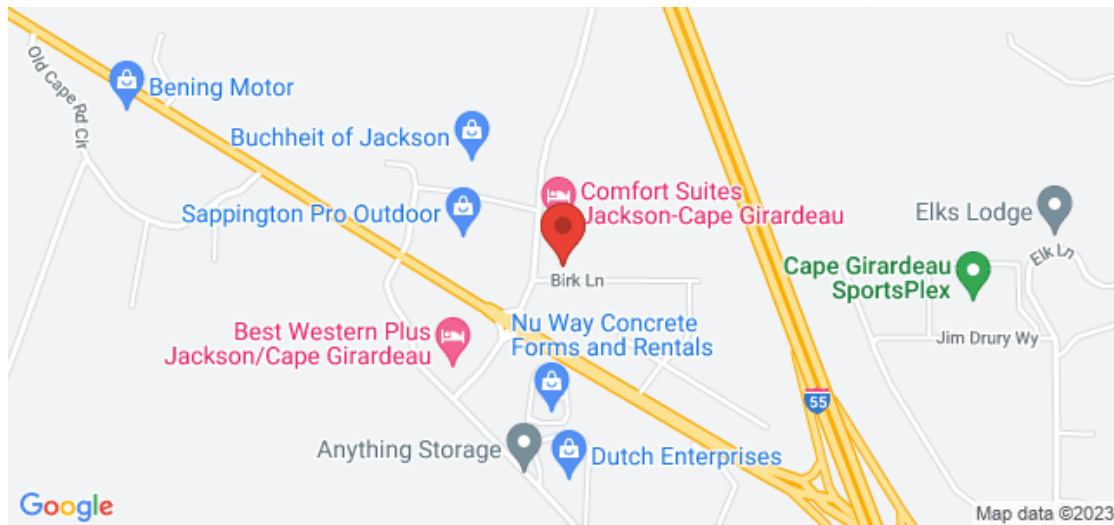 Old Cape Rd Cir
Bening Motor
Buchheit of Jackson
Comfort Suites
Jackson-Cape Girardeau
Sappington Pro Outdoor
Elks Lodge
Elk Ln
Cape Girardeau
SportsPlex
Birk Ln
Nu Way Concrete
Forms and Rentals
Best Western Plus
Jackson/Cape Girardeau
Jim Drury Wy
55
Anything Storage
Dutch Enterprises
Google
Map data ©2023